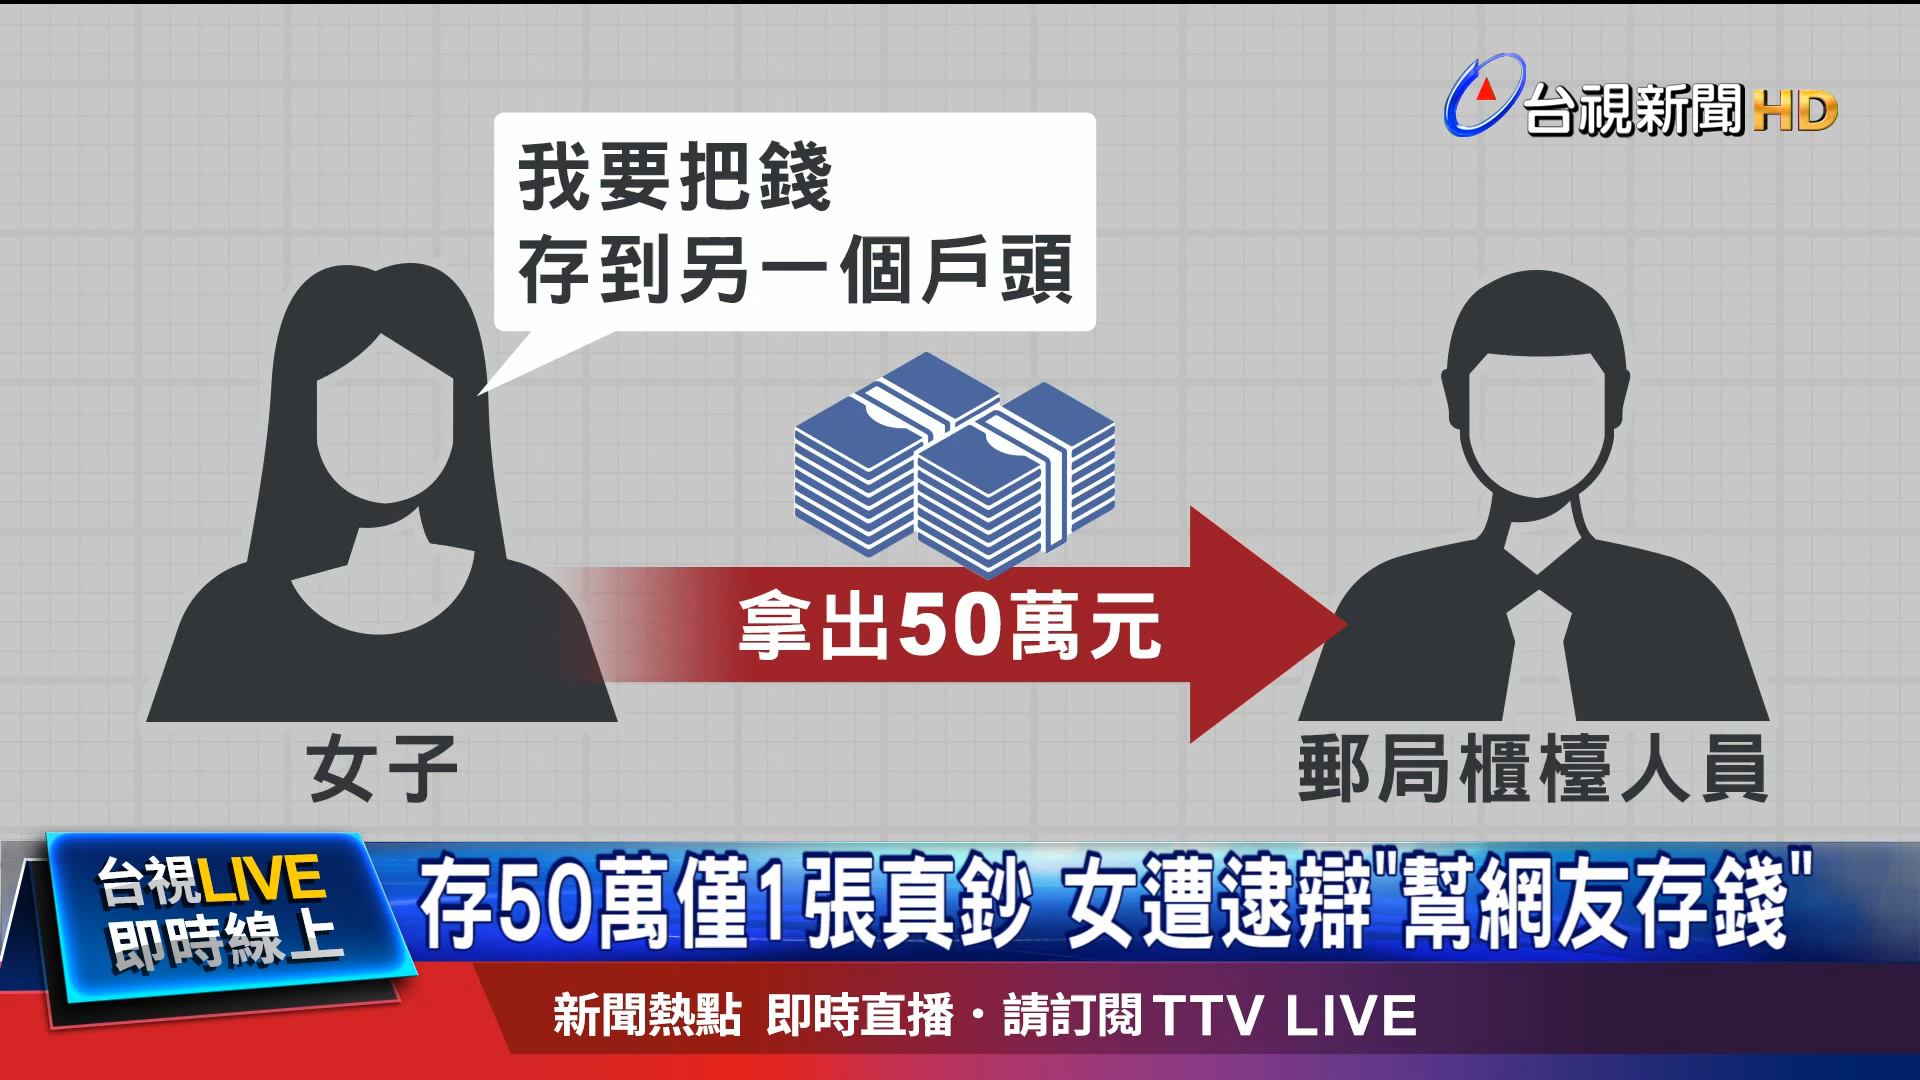 台視新聞HD
我要把錢
存到另一個戶頭
拿出50萬元
女子
郵局櫃檯人員
台視LIVE
即時線上
存50萬僅1張真鈔 女遭逮辯"幫網友存錢"
新聞熱點 即時直播・請訂閱TTV LIVE